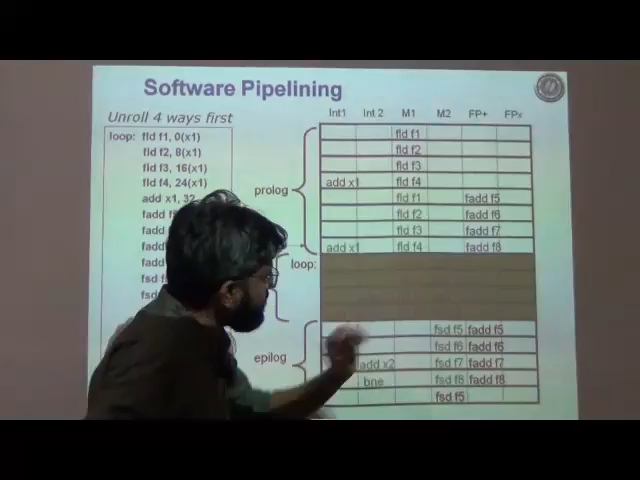 Software Pipelining
Unroll 4 ways first
loop: fld f1, 0(x1)
fld f2, 8(x1)
fld f3, 16(x1)
fld f4, 24(x1)
add x1, 32
fadd
fadd
fadd
fadd
fsd
fsd
Int1 Int 2 M1 M2 FP+ FPx
prolog
fld f1
fld f2
fld f3
add x1 fld f4
fld f1 fadd f5
fld f2 fadd f6
fld f3 fadd f7
add x1 fld f4 fadd f8
loop:
epilog
fsd f5 fadd f5
fsd f6 fadd f6
add x2 fsd f7 fadd f7
bne fsd f8 fadd f8
fsd f5